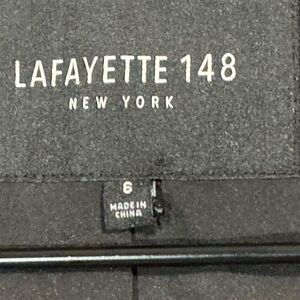 LAFAYETTE 148
NEW YORK
6
MADE IN
CHINA